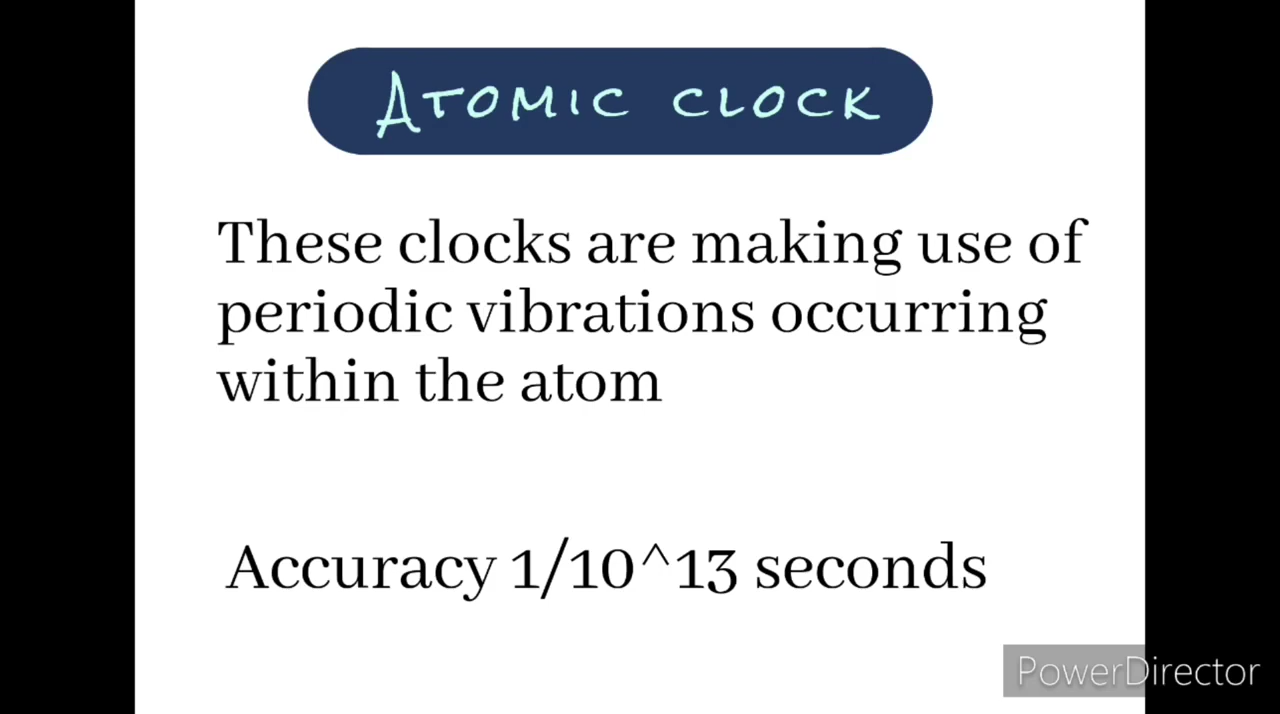 Atomic clock
These clocks are making use of
periodic vibrations occurring
within the atom
Accuracy 1/10^13 seconds
PowerDirector